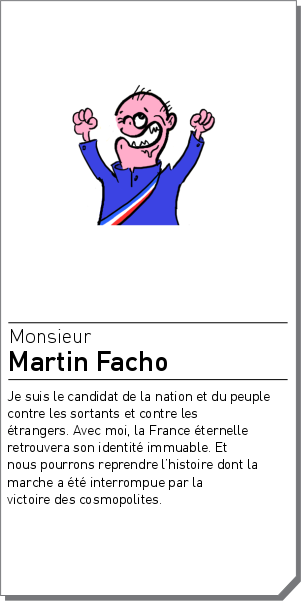 Monsieur
Martin Facho
Je suis le candidat de la nation et du peuple
contre les sortants et contre les
étrangers. Avec moi, la France éternelle
retrouvera son identité immuable. Et
nous pourrons reprendre l'histoire dont la
marche a été interrompue par la
victoire des cosmopolites.